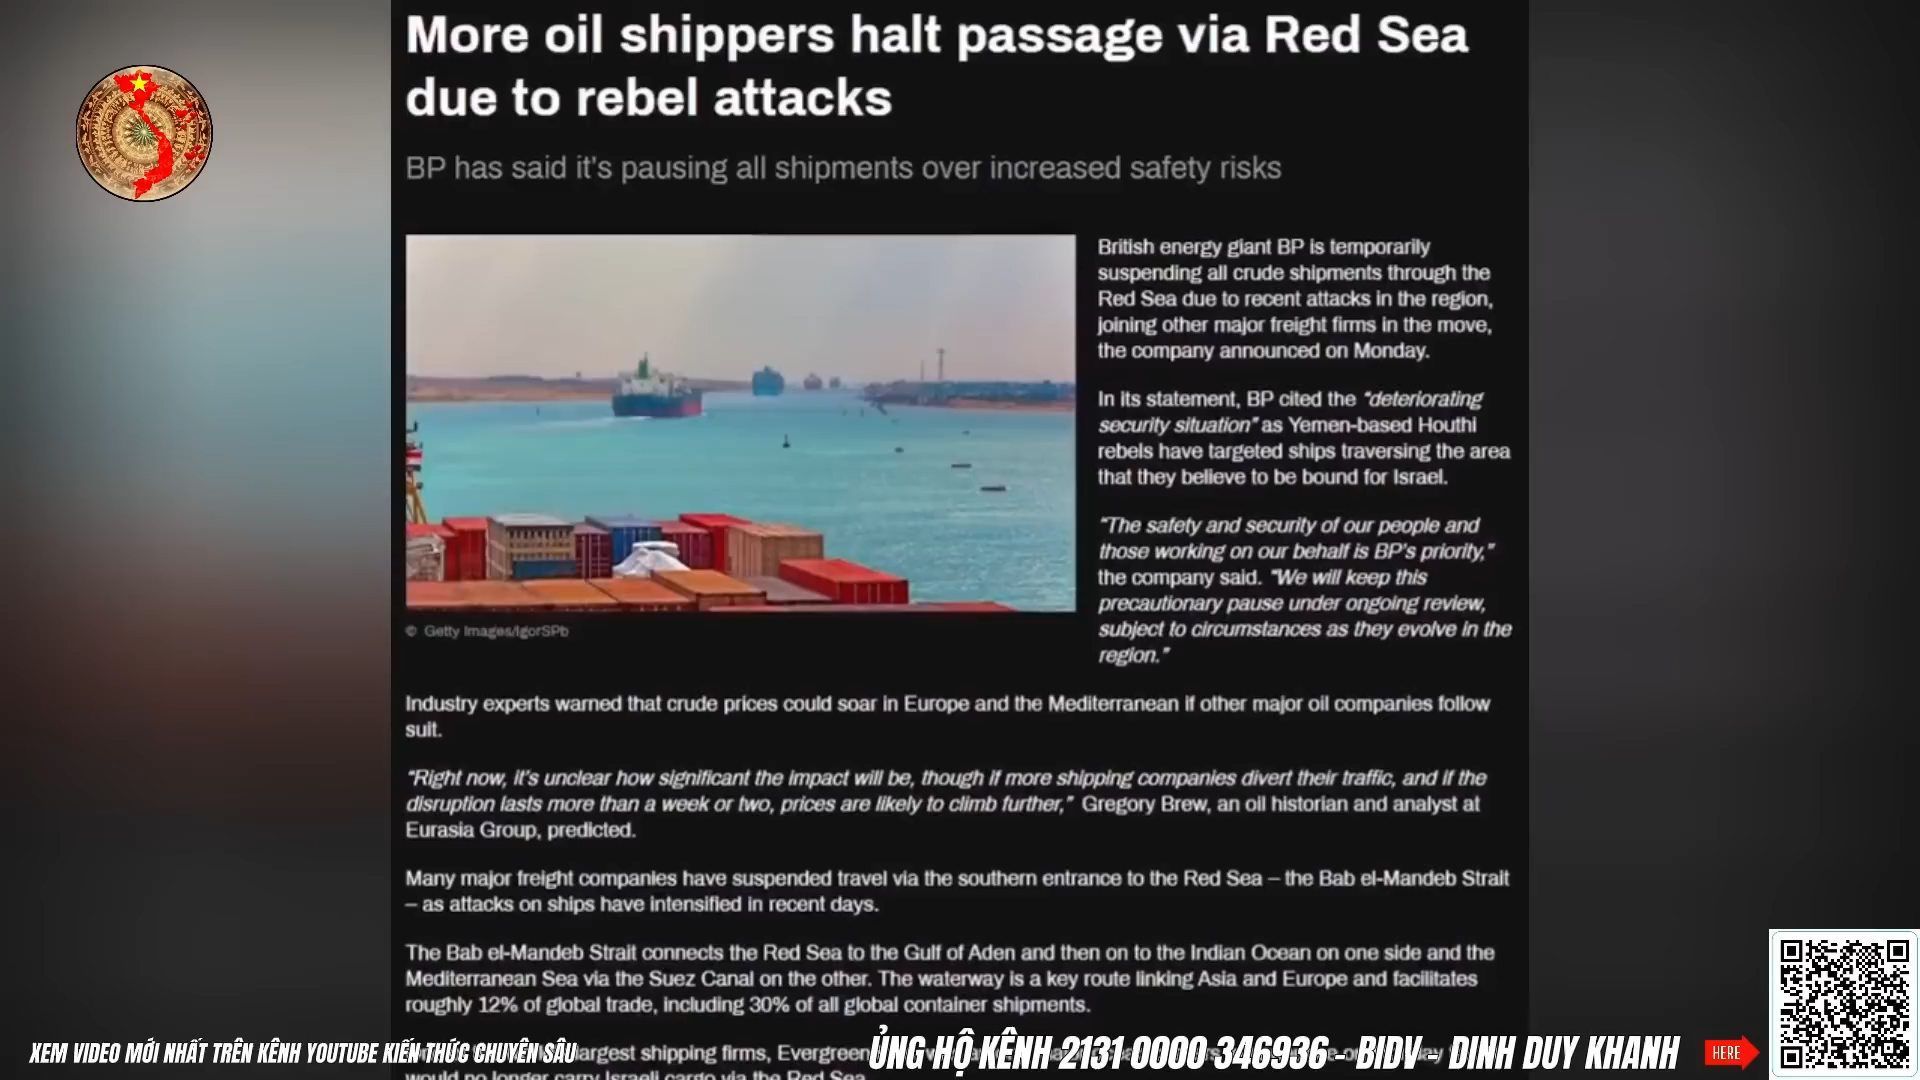 More oil shippers halt passage via Red Sea
due to rebel attacks
BP has said it's pausing all shipments over increased safety risks
British energy giant BP is temporarily
suspending all crude shipments through the
Red Sea due to recent attacks in the region,
joining other major freight firms in the move,
the company announced on Monday.
In its statement, BP cited the “deteriorating
security situation” as Yemen-based Houthi
rebels have targeted ships traversing the area
that they believe to be bound for Israel.
“The safety and security of our people and
those working on our behalf is BP’s priority,”
the company said. “We will keep this
precautionary pause under ongoing review,
subject to circumstances as they evolve in the
region.”
© Getty Images/IgorSPb
Industry experts warned that crude prices could soar in Europe and the Mediterranean if other major oil companies follow
suit.
“Right now, it’s unclear how significant the impact will be, though if more shipping companies divert their traffic, and if the
disruption lasts more than a week or two, prices are likely to climb further,” Gregory Brew, an oil historian and analyst at
Eurasia Group, predicted.
Many major freight companies have suspended travel via the southern entrance to the Red Sea – the Bab el-Mandeb Strait
– as attacks on ships have intensified in recent days.
The Bab el-Mandeb Strait connects the Red Sea to the Gulf of Aden and then on to the Indian Ocean on one side and the
Mediterranean Sea via the Suez Canal on the other. The waterway is a key route linking Asia and Europe and facilitates
roughly 12% of global trade, including 30% of all global container shipments.
largest shipping firms, Evergreen
would no longer carry Israeli cargo via the Red Sea
XEM VIDEO MỚI NHẤT TRÊN KÊNH YOUTUBE KIẾN THỨC CHUYÊN SÂU
ỦNG HỘ KÊNH 2131 0000 346936 - BIDV - DINH DUY KHANH
HERE